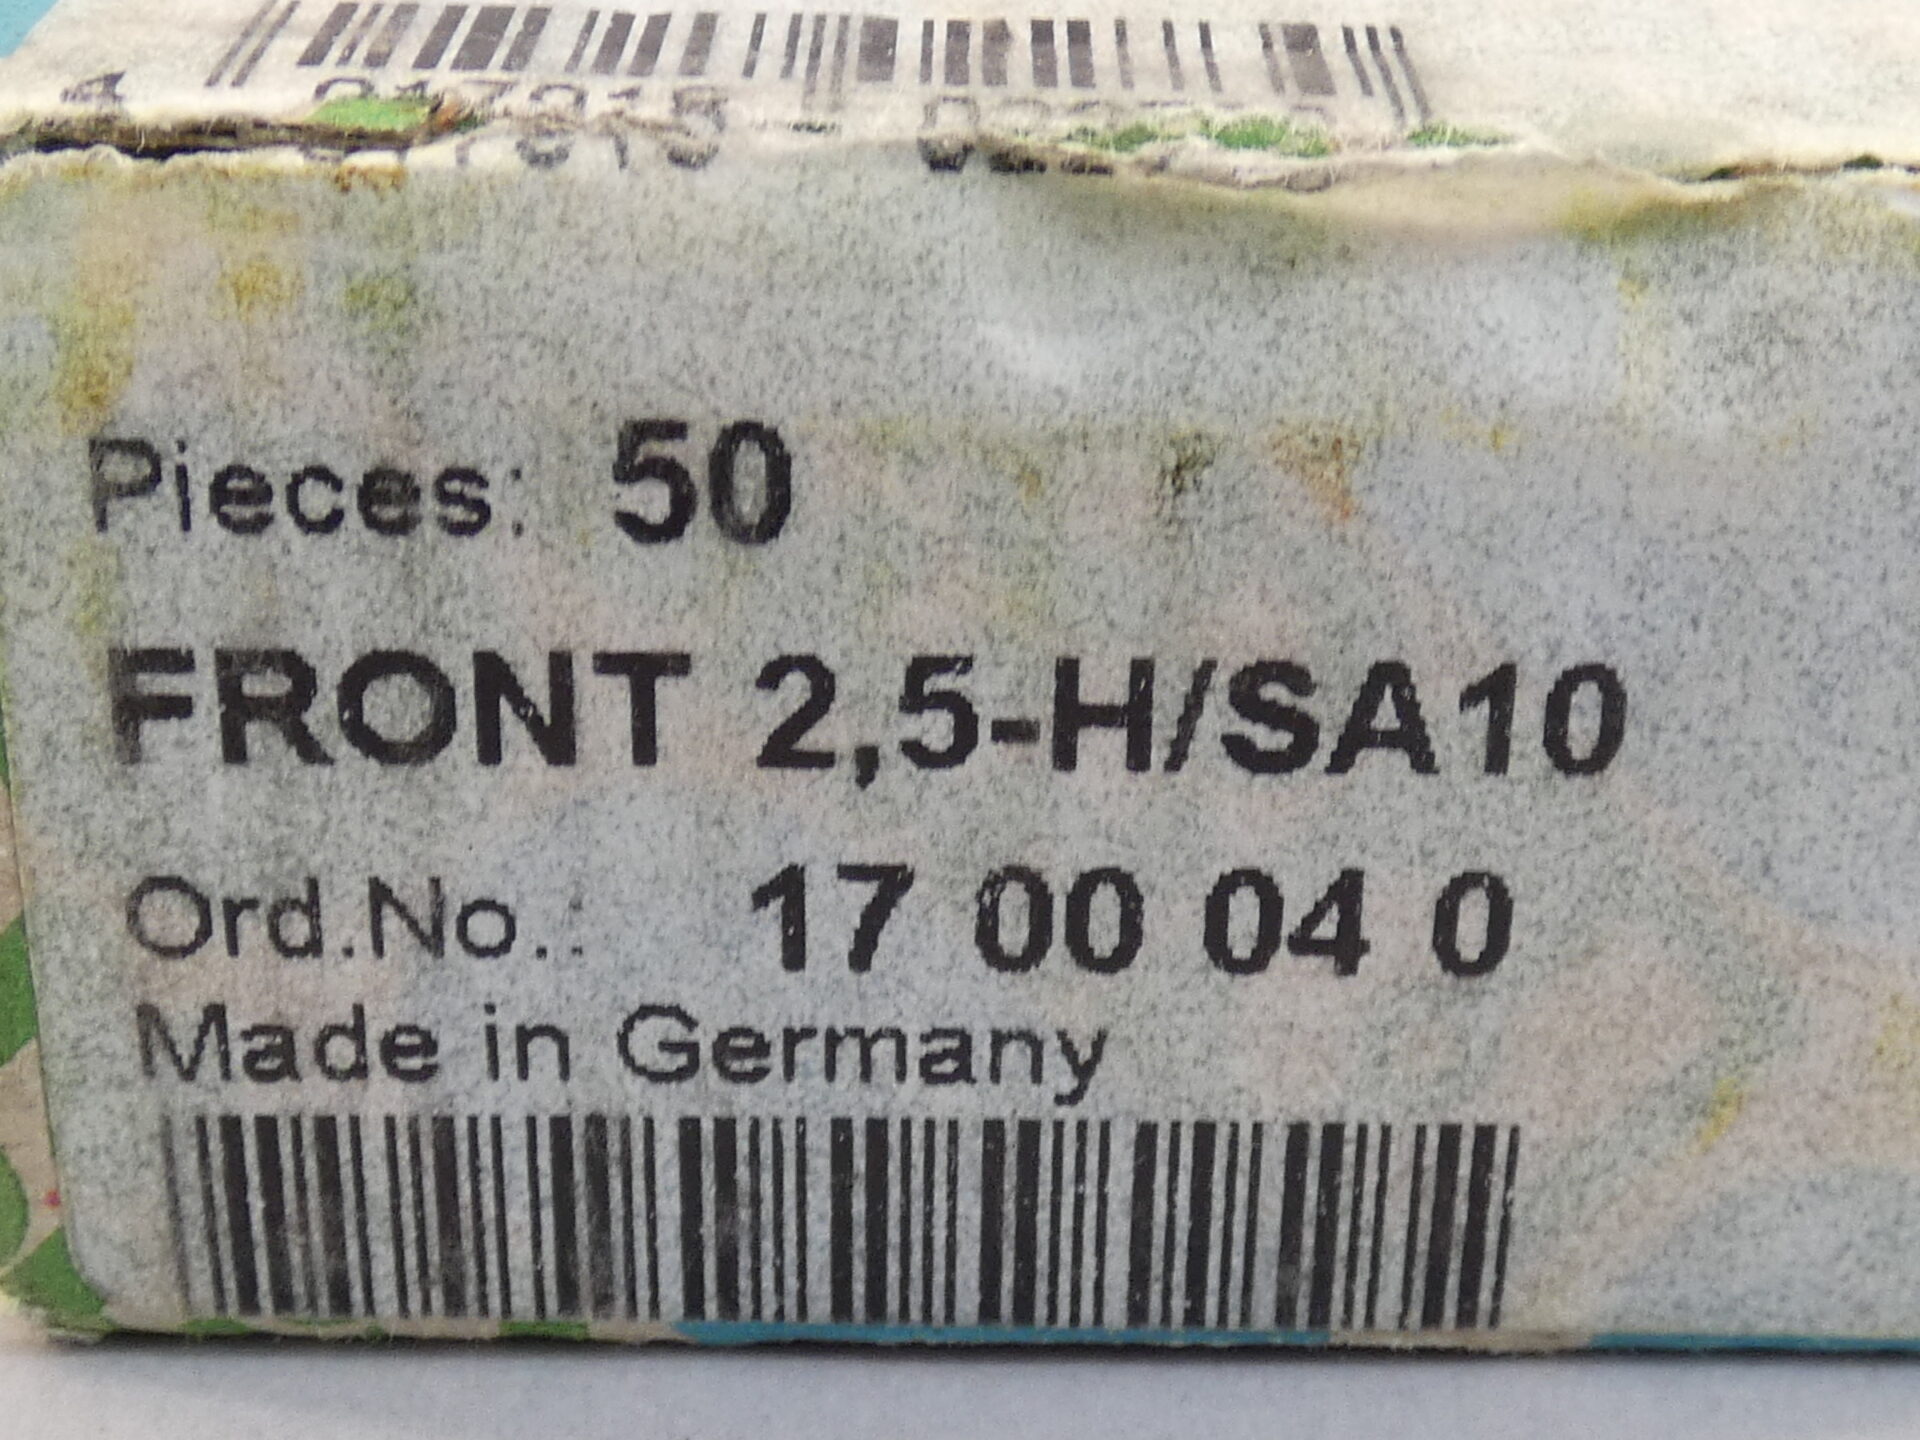 Pieces: 50
FRONT 2,5-H/SA10
Ord.No.: 17 00 04 0
Made in Germany